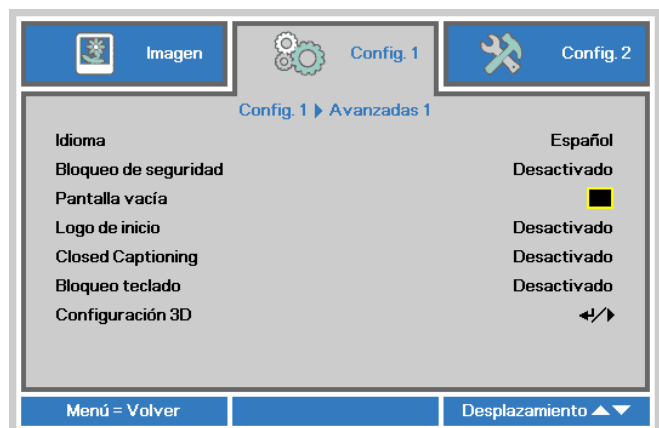 Imagen Config. 1 Config. 2
Config. 1 Avanzadas 1
Idioma Español
Bloqueo de seguridad Desactivado
Pantalla vacía
Logo de inicio Desactivado
Closed Captioning Desactivado
Bloqueo teclado Desactivado
Configuración 3D
Menú = Volver Desplazamiento